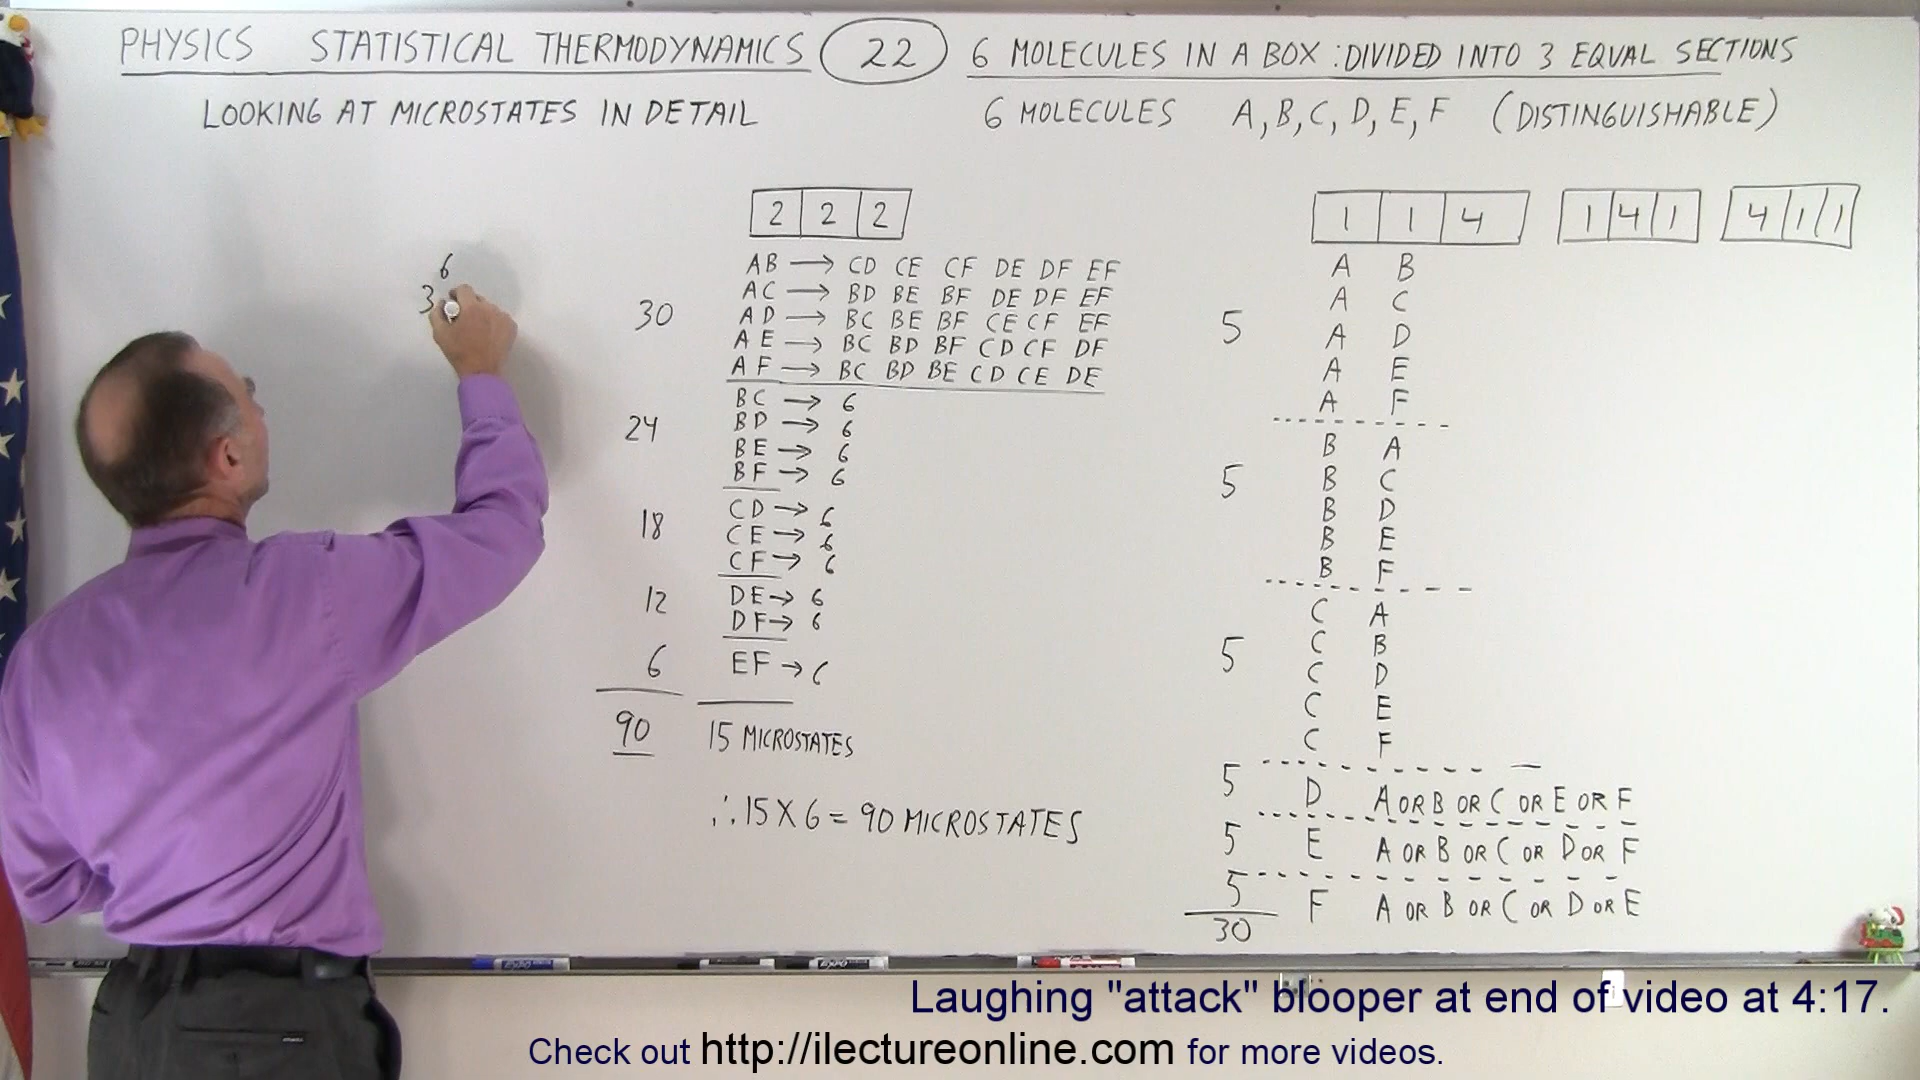 PHYSICS STATISTICAL THERMODYNAMICS 22 6 MOLECULES IN A BOX : DIVIDED INTO 3 EQUAL SECTIONS
LOOKING AT MICROSTATES IN DETAIL
6 MOLECULES A, B, C, D, E, F (DISTINGUISHABLE)
6
3
2 2 2
30
AB → CD CE CF DE DF EF
AC → BD BE BF DE DF EF
AD → BC BE BF CE CF EF
AE → BC BD BF CD CF DF
AF → BC BD BE CD CE DE
24
BC → 6
BD → 6
BE → 6
BF → 6
18
CD → 6
CE → 6
CF → 6
12
DE → 6
DF → 6
6 EF → 6
90 15 MICROSTATES
∴ 15 X 6 = 90 MICROSTATES
1 1 4 1 4 1 4 1 1
5
A B
A C
A D
A E
A F
5
B A
B C
B D
B E
B F
5
C A
C B
C D
C E
C F
5 D A OR B OR C OR E OR F
5 E A OR B OR C OR D OR F
5 F A OR B OR C OR D OR E
30
Laughing "attack" blooper at end of video at 4:17.
Check out http://ilectureonline.com for more videos.